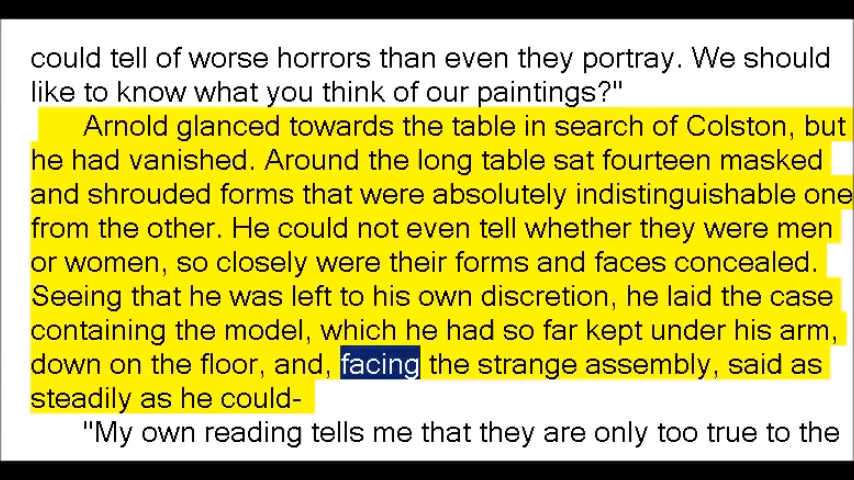 could tell of worse horrors than even they portray. We should
like to know what you think of our paintings?"
Arnold glanced towards the table in search of Colston, but
he had vanished. Around the long table sat fourteen masked
and shrouded forms that were absolutely indistinguishable one
from the other. He could not even tell whether they were men
or women, so closely were their forms and faces concealed.
Seeing that he was left to his own discretion, he laid the case
containing the model, which he had so far kept under his arm,
down on the floor, and, facing the strange assembly, said as
steadily as he could-
"My own reading tells me that they are only too true to the